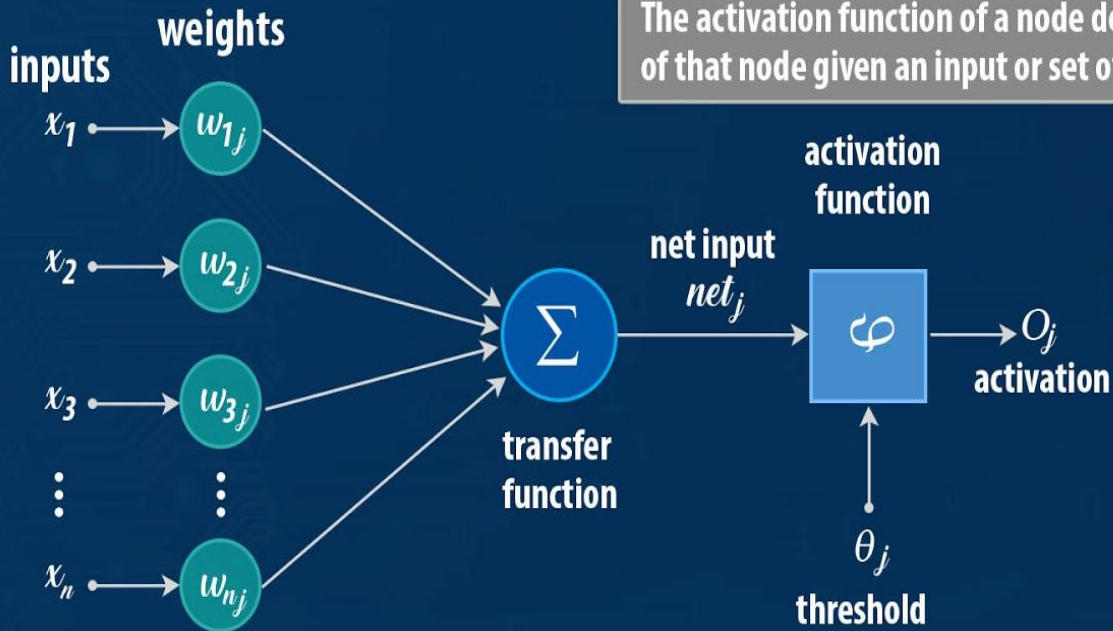 The activation function of a node
of that node given an input or set of
weights
inputs
x₁
w₁ⱼ
x₂
w₂ⱼ
x₃
w₃ⱼ
⋮
⋮
xₙ
wₙⱼ
Σ
transfer
function
net input
netⱼ
activation
function
φ
Oⱼ
activation
θⱼ
threshold